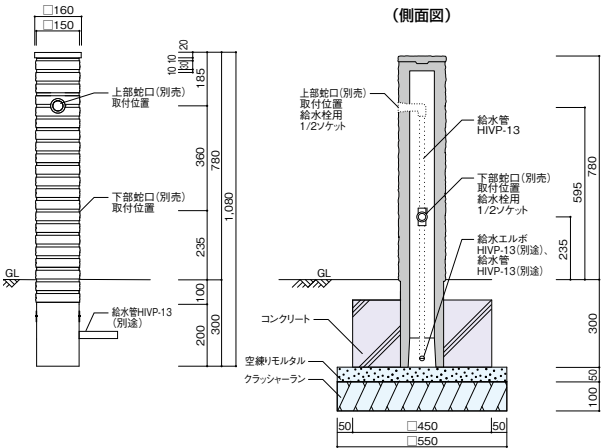 □160
□150
20
10
10
30
185
上部蛇口(別売)
取付位置
360
780
1,080
下部蛇口(別売)
取付位置
235
GL
100
給水管HIVP-13
(別途)
200
300
(側面図)
上部蛇口(別売)
取付位置
給水栓用
1/2ソケット
給水管
HIVP-13
下部蛇口(別売)
取付位置
給水栓用
1/2ソケット
780
595
235
給水エルボ
HIVP-13(別途)、
給水管
HIVP-13(別途)
GL
コンクリート
300
空練りモルタル
クラッシャーラン
50
100
50
□450
50
□550